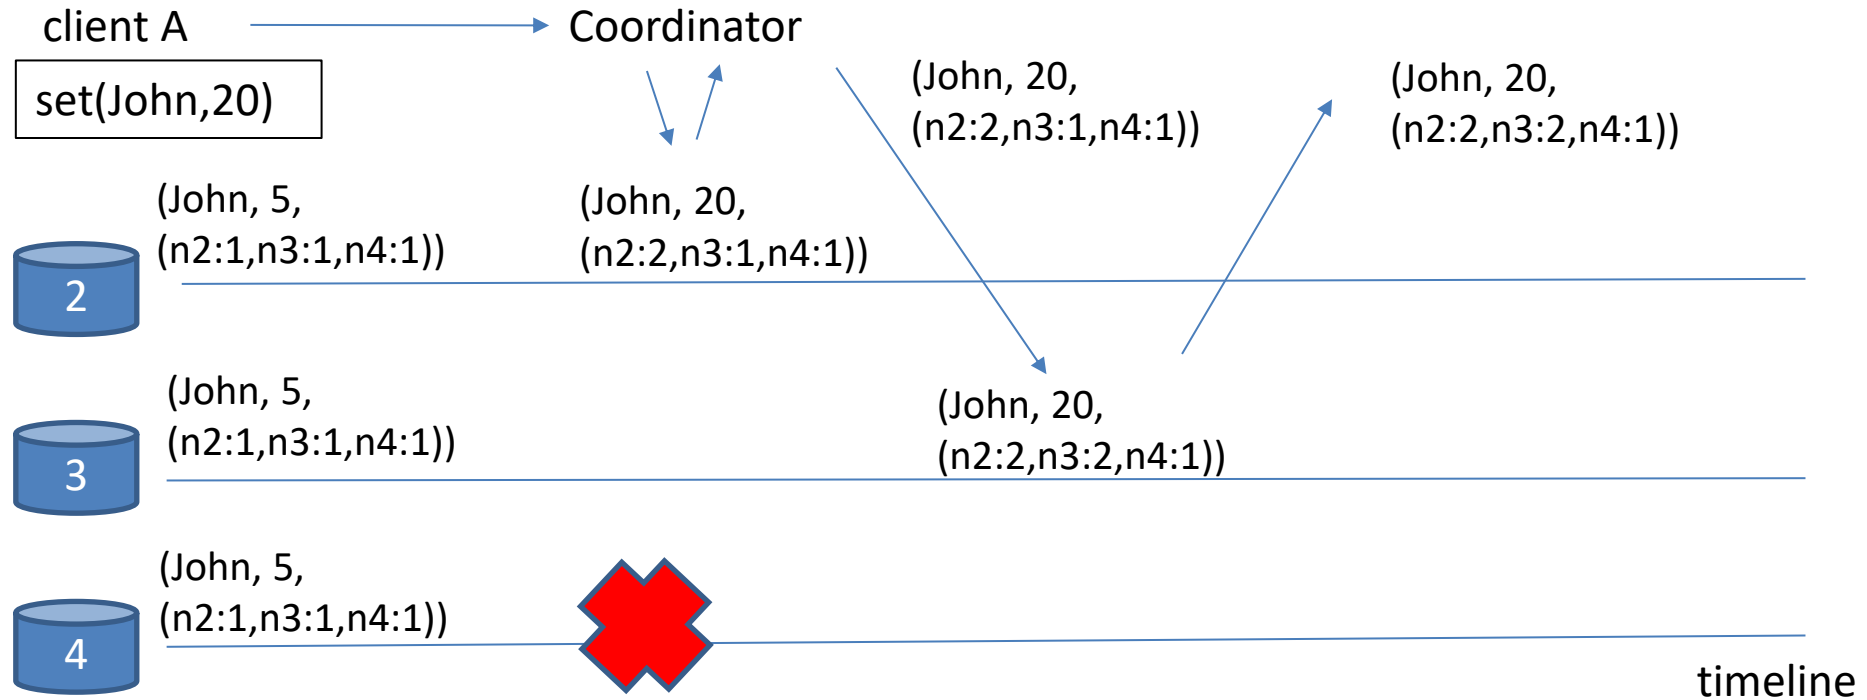 client A
Coordinator
set(John,20)
(John, 20,
(n2:2,n3:1,n4:1))
(John, 20,
(n2:2,n3:2,n4:1))
(John, 5,
(n2:1,n3:1,n4:1))
(John, 20,
(n2:2,n3:1,n4:1))
2
(John, 5,
(n2:1,n3:1,n4:1))
(John, 20,
(n2:2,n3:2,n4:1))
3
(John, 5,
(n2:1,n3:1,n4:1))
4
timeline